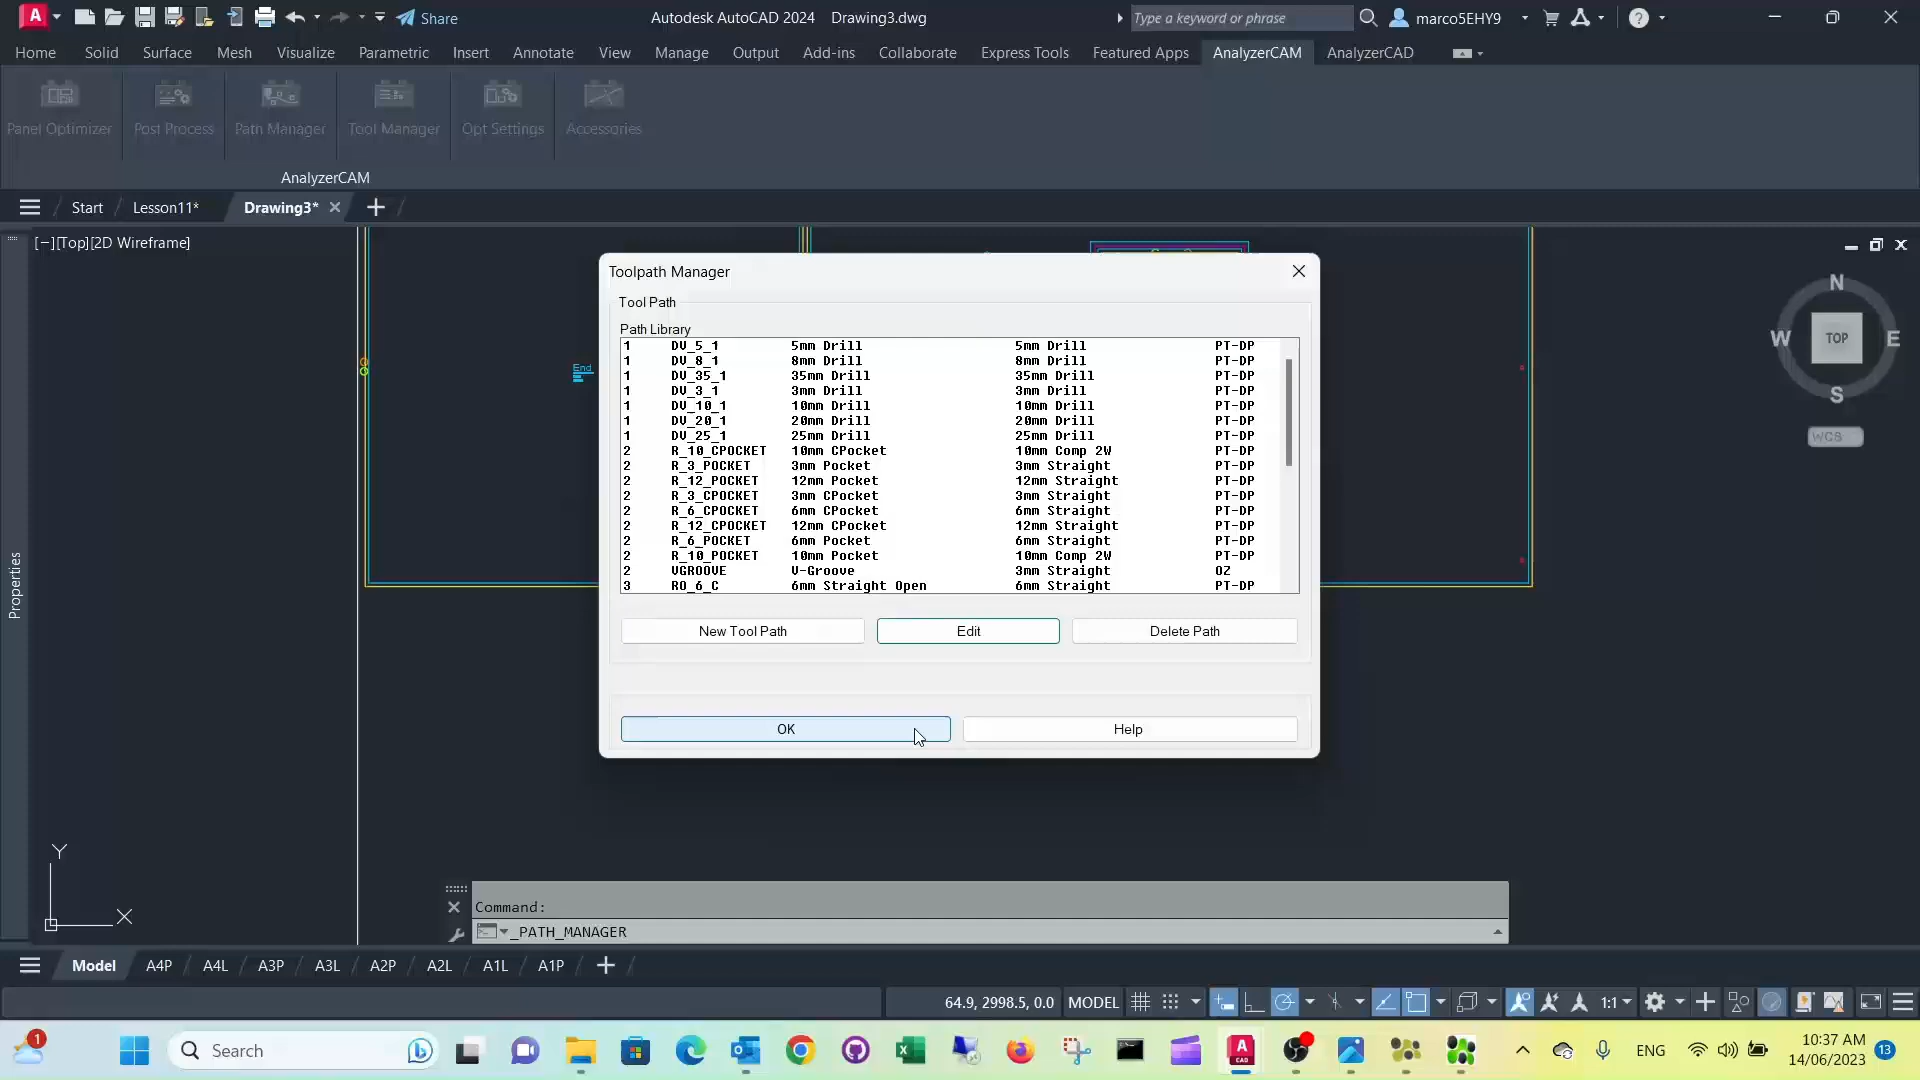 A Share Autodesk AutoCAD 2024 Drawing3.dwg Type a keyword or phrase marco5EHY9
Home Solid Surface Mesh Visualize Parametric Insert Annotate View Manage Output Add-ins Collaborate Express Tools Featured Apps AnalyzerCAM AnalyzerCAD
Panel Optimizer Post Process Path Manager Tool Manager Opt Settings Accessories
AnalyzerCAM
Start Lesson11* Drawing3*
[−][Top][2D Wireframe]
Toolpath Manager
Tool Path
Path Library
1 DV_5_1 5mm Drill 5mm Drill PT-DP
1 DV_8_1 8mm Drill 8mm Drill PT-DP
1 DV_35_1 35mm Drill 35mm Drill PT-DP
1 DV_3_1 3mm Drill 3mm Drill PT-DP
1 DV_10_1 10mm Drill 10mm Drill PT-DP
1 DV_20_1 20mm Drill 20mm Drill PT-DP
1 DV_25_1 25mm Drill 25mm Drill PT-DP
2 R_10_CPOCKET 10mm CPocket 10mm Comp 2W PT-DP
2 R_3_POCKET 3mm Pocket 3mm Straight PT-DP
2 R_12_POCKET 12mm Pocket 12mm Straight PT-DP
2 R_3_CPOCKET 3mm CPocket 3mm Straight PT-DP
2 R_6_CPOCKET 6mm CPocket 6mm Straight PT-DP
2 R_12_CPOCKET 12mm CPocket 12mm Straight PT-DP
2 R_6_POCKET 6mm Pocket 6mm Straight PT-DP
2 R_10_POCKET 10mm Pocket 10mm Comp 2W PT-DP
2 VGROOVE V-Groove 3mm Straight OZ
3 RO_6_C 6mm Straight Open 6mm Straight PT-DP
New Tool Path Edit Delete Path
OK Help
End
N
W TOP E
S
WCS
Properties
Y
X
Command:
_PATH_MANAGER
Model A4P A4L A3P A3L A2P A2L A1L A1P
64.9, 2998.5, 0.0 MODEL 1:1
1 Search A CAD ENG 10:37 AM
14/06/2023 13